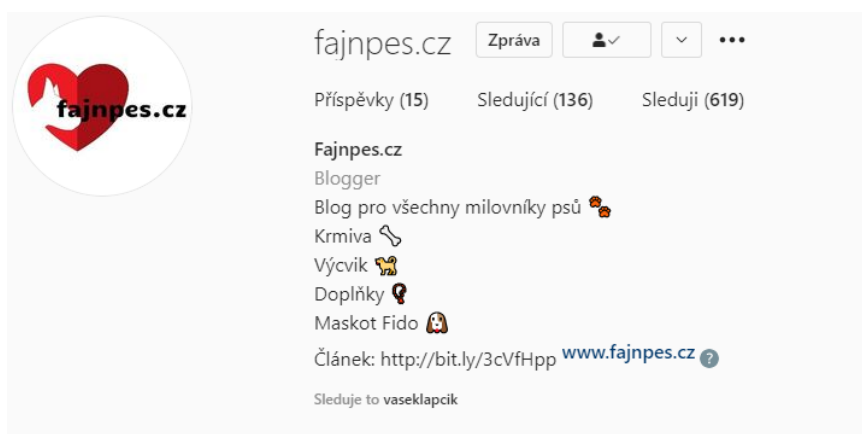 fajnpes.cz
fajnpes.cz Zpráva
Příspěvky (15) Sledující (136) Sleduji (619)
Fajnpes.cz
Blogger
Blog pro všechny milovníky psů 🐾
Krmiva 🦴
Výcvik 🐕
Doplňky
Maskot Fido 🐶
Článek: http://bit.ly/3cVfHpp www.fajnpes.cz ?
Sleduje to vaseklapcik